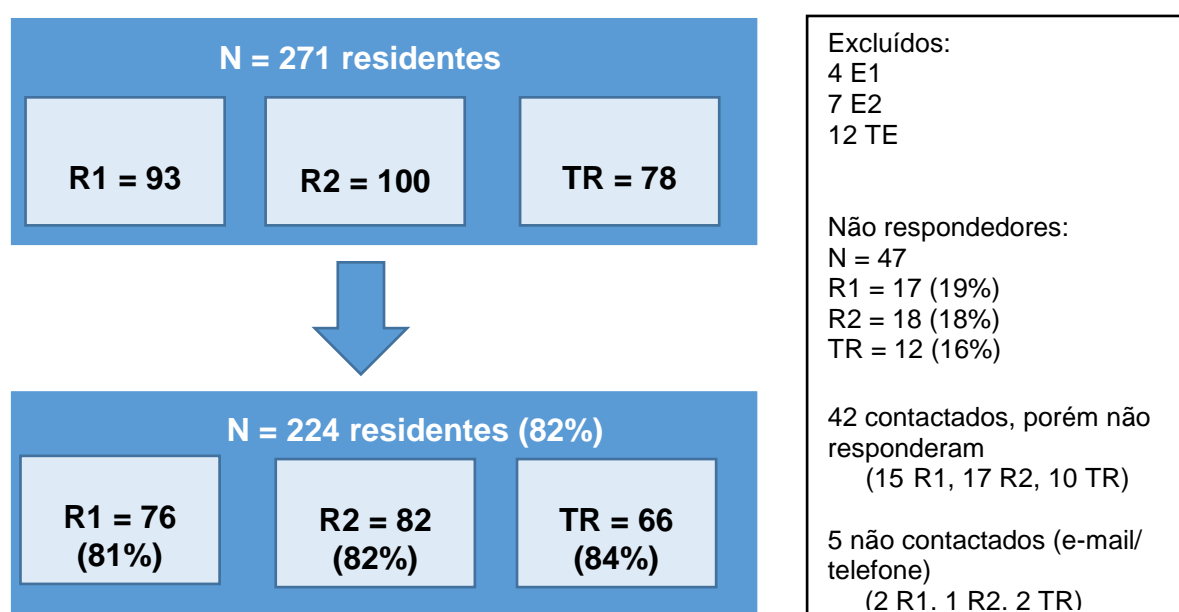 N = 271 residentes
R1 = 93
R2 = 100
TR = 78
N = 224 residentes (82%)
R1 = 76
(81%)
R2 = 82
(82%)
TR = 66
(84%)
Excluídos:
4 E1
7 E2
12 TE
Não respondedores:
N = 47
R1 = 17 (19%)
R2 = 18 (18%)
TR = 12 (16%)
42 contactados, porém não
responderam
(15 R1, 17 R2, 10 TR)
5 não contactados (e-mail/
telefone)
(2 R1, 1 R2, 2 TR)